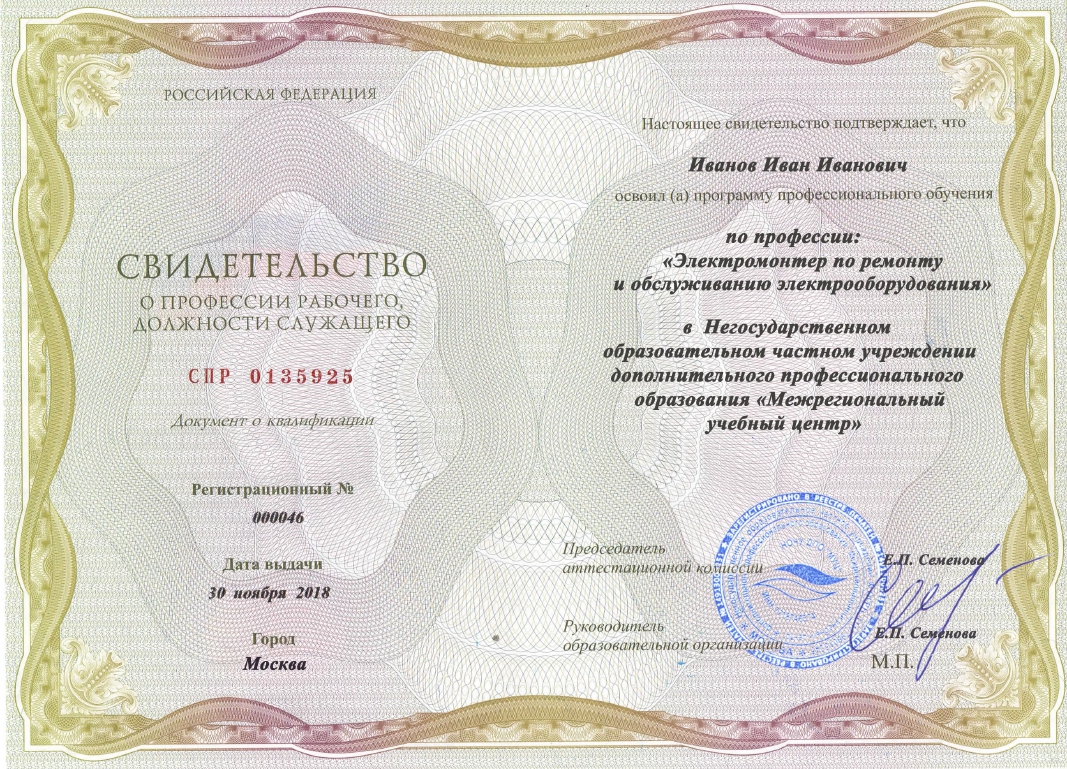 РОССИЙСКАЯ ФЕДЕРАЦИЯ
СВИДЕТЕЛЬСТВО
О ПРОФЕССИИ РАБОЧЕГО,
ДОЛЖНОСТИ СЛУЖАЩЕГО
СПР 0135925
Документ о квалификации
Регистрационный №
000046
Дата выдачи
30 ноября 2018
Город
Москва
Настоящее свидетельство подтверждает, что
Иванов Иван Иванович
освоил (а) программу профессионального обучения
по профессии:
«Электромонтер по ремонту
и обслуживанию электрооборудования»
в Негосударственном
образовательном частном учреждении
дополнительного профессионального
образования «Межрегиональный
учебный центр»
Председатель
аттестационной комиссии
Е.П. Семенова
Руководитель
образовательной организации
Е.П. Семенова
М.П.
МОСКВА